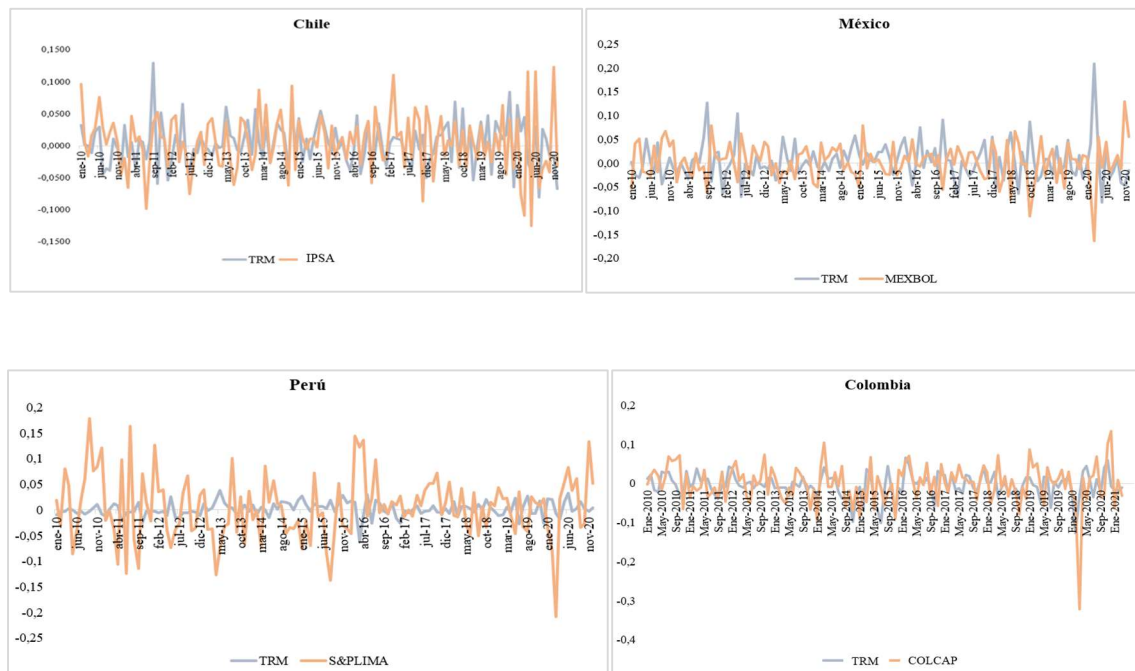 Chile
0,1500
0,1000
0,0500
0,0000
-0,0500
-0,1000
-0,1500
ene-10 jun-10 nov-10 abr-11 sep-11 feb-12 jul-12 dic-12 may-13 oct-13 mar-14 ago-14 ene-15 jun-15 nov-15 abr-16 sep-16 feb-17 jul-17 dic-17 may-18 oct-18 mar-19 ago-19 ene-20 jun-20 nov-20
TRM IPSA
México
0,25
0,20
0,15
0,10
0,05
0,00
-0,05
-0,10
-0,15
-0,20
ene-10 jun-10 nov-10 abr-11 sep-11 feb-12 jul-12 dic-12 may-13 oct-13 mar-14 ago-14 ene-15 jun-15 nov-15 abr-16 sep-16 feb-17 jul-17 dic-17 may-18 oct-18 mar-19 ago-19 ene-20 jun-20 nov-20
TRM MEXBOL
Perú
0,2
0,15
0,1
0,05
0
-0,05
-0,1
-0,15
-0,2
-0,25
ene-10 jun-10 nov-10 abr-11 sep-11 feb-12 jul-12 dic-12 may-13 oct-13 mar-14 ago-14 ene-15 jun-15 nov-15 abr-16 sep-16 feb-17 jul-17 dic-17 may-18 oct-18 mar-19 ago-19 ene-20 jun-20 nov-20
TRM S&PLIMA
Colombia
0,2
0,1
0
-0,1
-0,2
-0,3
-0,4
Ene-2010 May-2010 Sep-2010 Ene-2011 May-2011 Sep-2011 Ene-2012 May-2012 Sep-2012 Ene-2013 May-2013 Sep-2013 Ene-2014 May-2014 Sep-2014 Ene-2015 May-2015 Sep-2015 Ene-2016 May-2016 Sep-2016 Ene-2017 May-2017 Sep-2017 Ene-2018 May-2018 Sep-2018 Ene-2019 May-2019 Sep-2019 Ene-2020 May-2020 Sep-2020 Ene-2021
TRM COLCAP